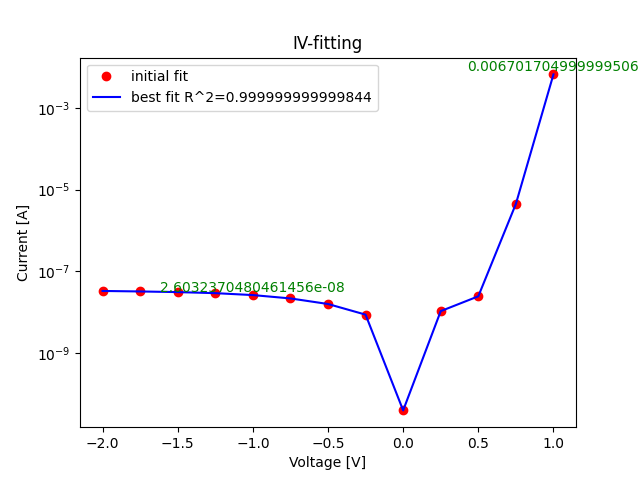 IV-fitting
0.006701704999999506
initial fit
best fit R^2=0.999999999999844
2.6032370480461456e-08
Current [A]
10^-3
10^-5
10^-7
10^-9
−2.0 −1.5 −1.0 −0.5 0.0 0.5 1.0
Voltage [V]